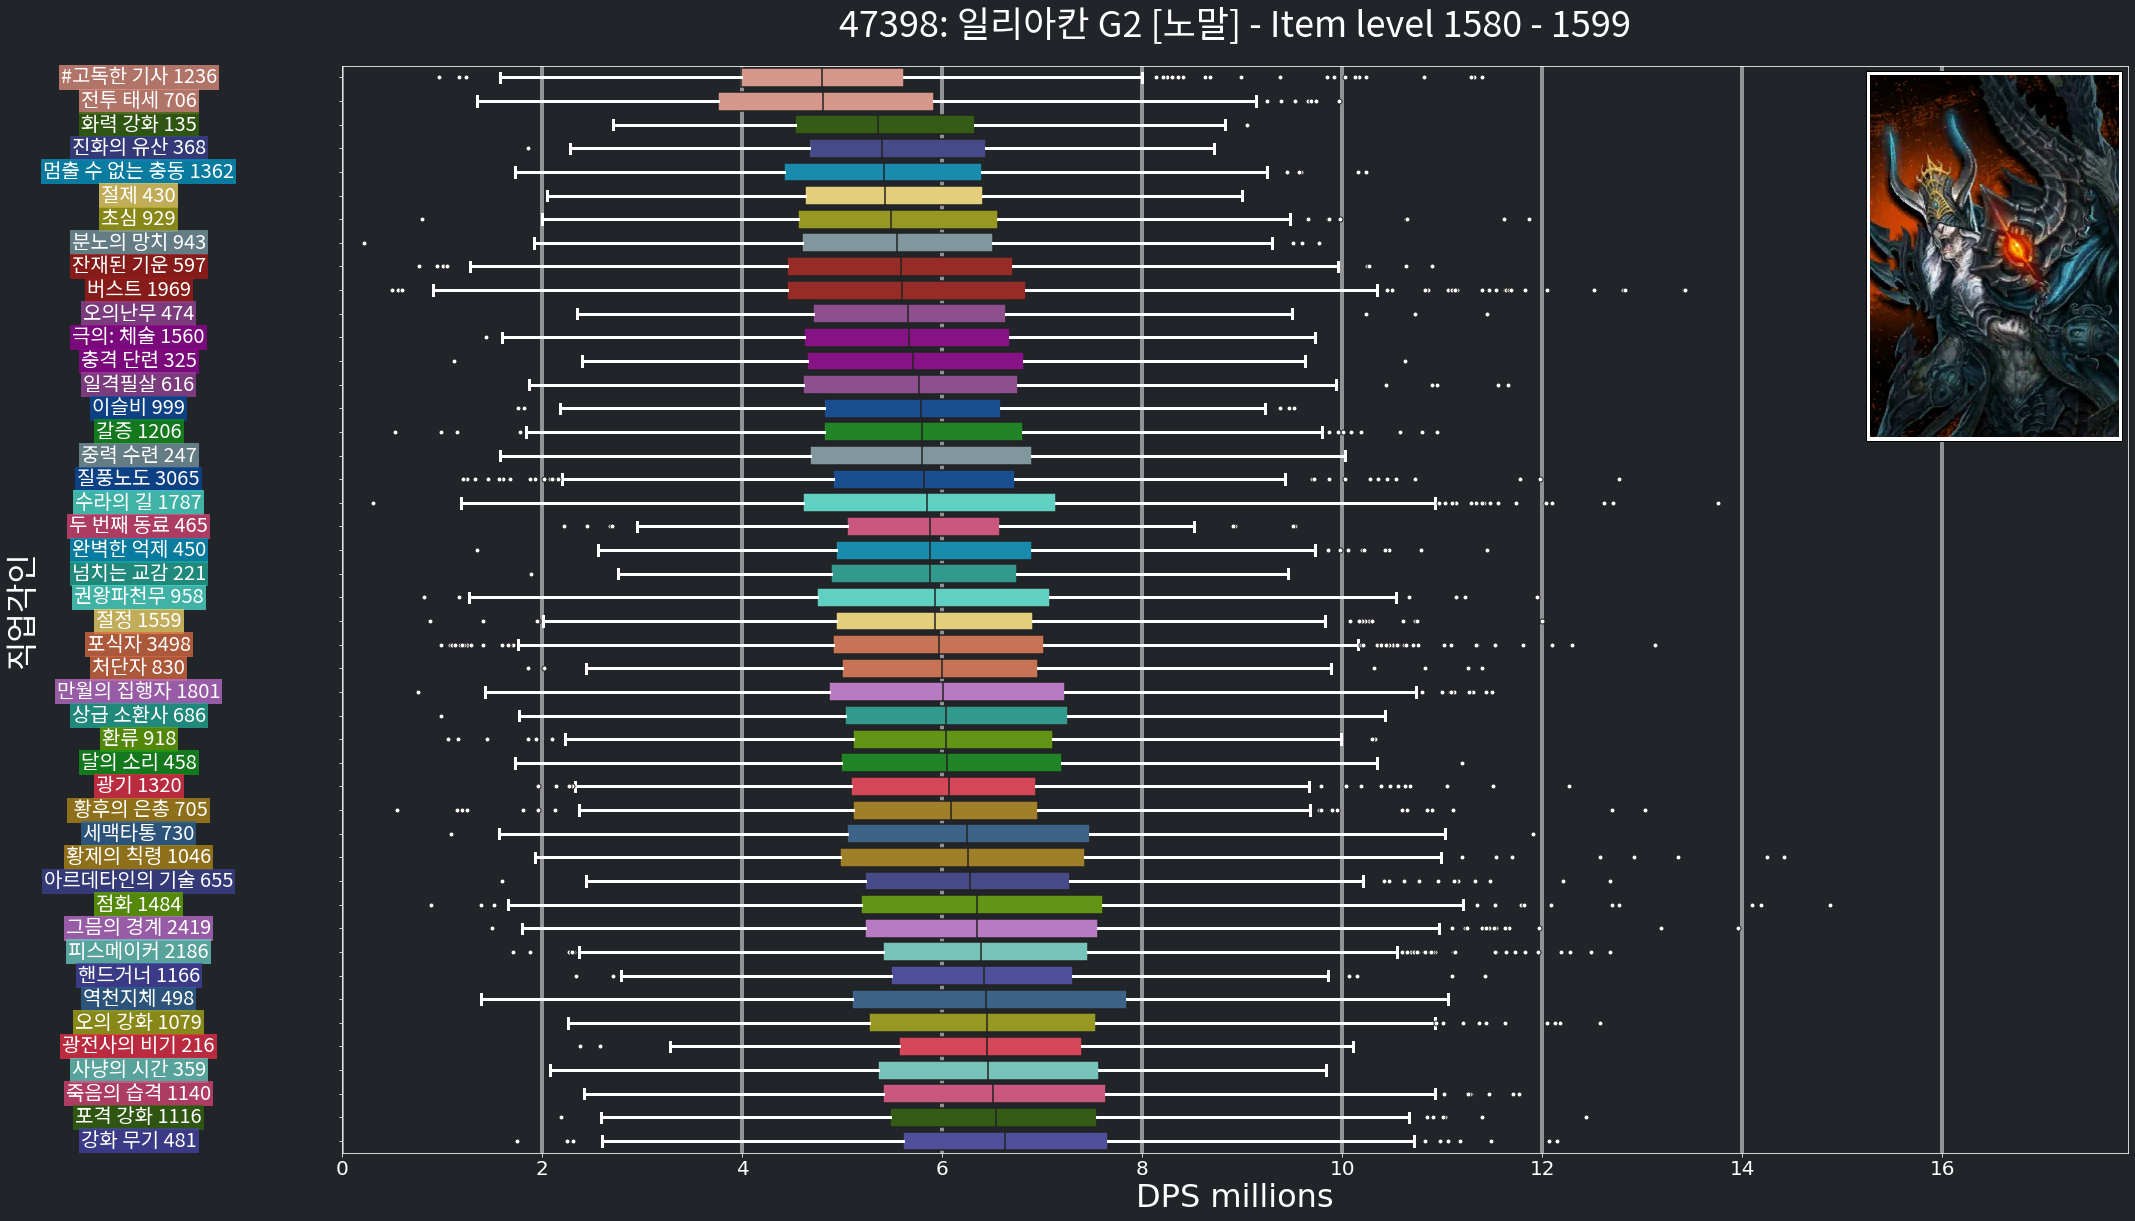 47398: 일리아칸 G2 [노말] - Item level 1580 - 1599
#고독한 기사 1236
전투 태세 706
화력 강화 135
진화의 유산 368
멈출 수 없는 충동 1362
절제 430
초심 929
분노의 망치 943
잔재된 기운 597
버스트 1969
오의난무 474
극의: 체술 1560
충격 단련 325
일격필살 616
이슬비 999
갈증 1206
중력 수련 247
질풍노도 3065
수라의 길 1787
두 번째 동료 465
완벽한 억제 450
넘치는 교감 221
권왕파천무 958
절정 1559
포식자 3498
처단자 830
만월의 집행자 1801
상급 소환사 686
환류 918
달의 소리 458
광기 1320
황후의 은총 705
세맥타통 730
황제의 칙령 1046
아르데타인의 기술 655
점화 1484
그믐의 경계 2419
피스메이커 2186
핸드거너 1166
역천지체 498
오의 강화 1079
광전사의 비기 216
사냥의 시간 359
죽음의 습격 1140
포격 강화 1116
강화 무기 481
직업각인
0 2 4 6 8 10 12 14 16
DPS millions